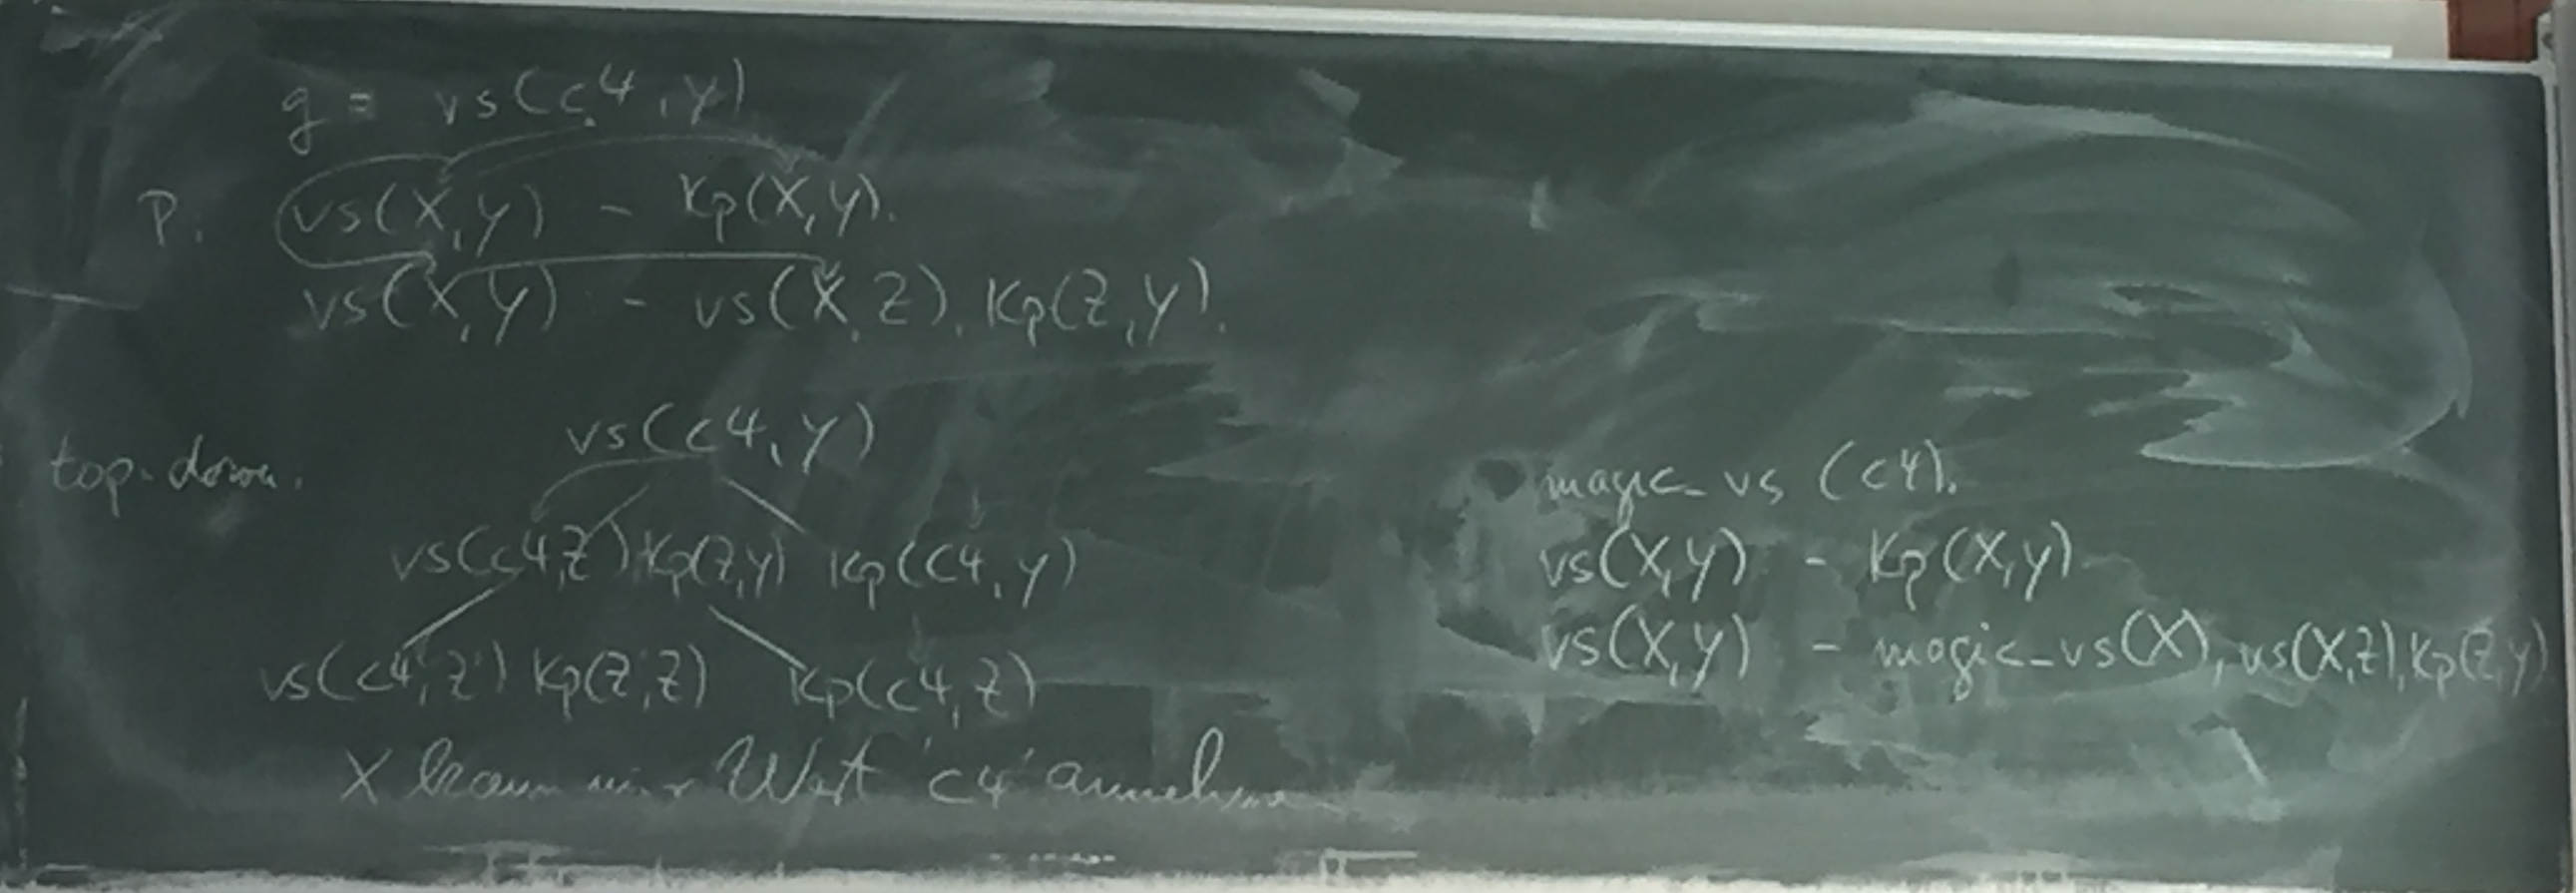 g = vs(c4, y)
P. vs(X,y) - Kp(X,y).
vs(X,y) - vs(X,Z), Kp(Z,y).
top-down.
vs(c4, y)
vs(c4,Z) Kp(Z,y) Kp(c4, y)
vs(c4,Z') Kp(Z',Z) Kp(c4, Z)
X kann nur Wert 'c4' annehmen
magic_vs (c4).
vs(X,y) - Kp(X,y)
vs(X,y) - magic_vs(X), vs(X,Z), Kp(Z,y)